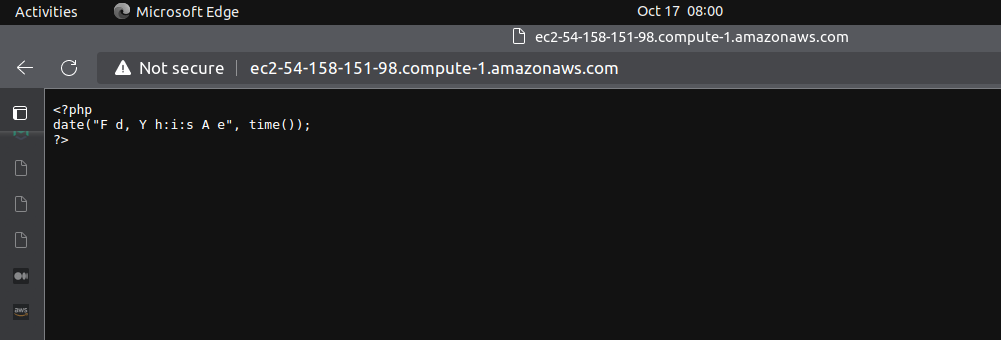 Activities Microsoft Edge Oct 17 08:00
ec2-54-158-151-98.compute-1.amazonaws.com
Not secure ec2-54-158-151-98.compute-1.amazonaws.com
<?php
date("F d, Y h:i:s A e", time());
?>
aws